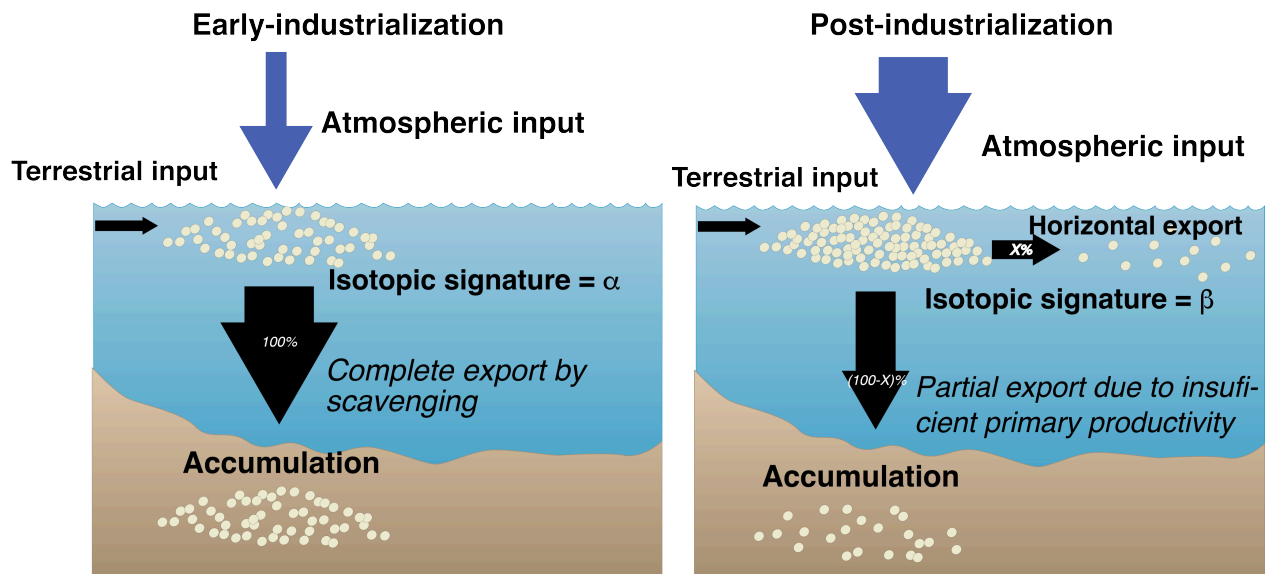 Early-industrialization
Atmospheric input
Terrestrial input
Isotopic signature = α
100%
Complete export by
scavenging
Accumulation
Post-industrialization
Atmospheric input
Terrestrial input
Horizontal export
X%
Isotopic signature = β
(100-X)%
Partial export due to insuffi-
cient primary productivity
Accumulation